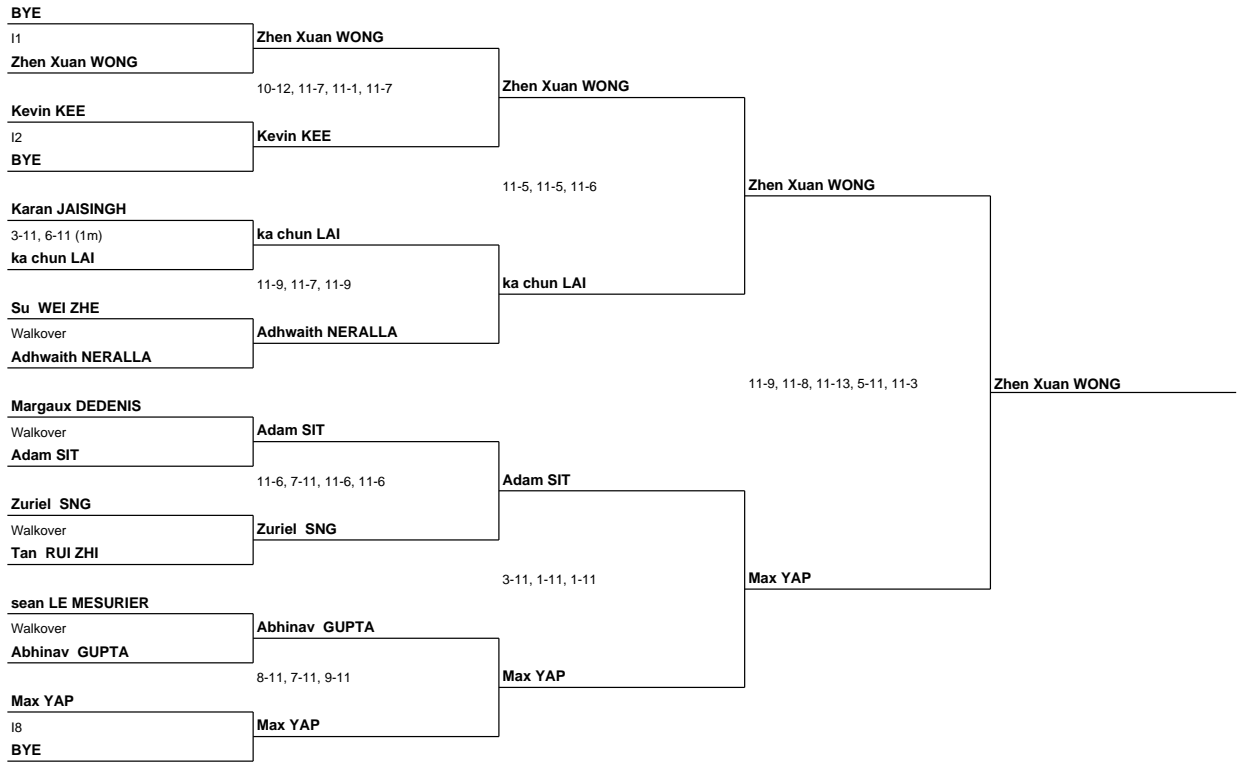 BYE
I1
Zhen Xuan WONG
Zhen Xuan WONG
10-12, 11-7, 11-1, 11-7
Zhen Xuan WONG
Kevin KEE
I2
Kevin KEE
BYE
11-5, 11-5, 11-6
Zhen Xuan WONG
Karan JAISINGH
3-11, 6-11 (1m)
ka chun LAI
ka chun LAI
11-9, 11-7, 11-9
ka chun LAI
Su  WEI ZHE
Walkover
Adhwaith NERALLA
Adhwaith NERALLA
11-9, 11-8, 11-13, 5-11, 11-3
Zhen Xuan WONG
Margaux DEDENIS
Walkover
Adam SIT
Adam SIT
11-6, 7-11, 11-6, 11-6
Adam SIT
Zuriel  SNG
Walkover
Zuriel  SNG
Tan  RUI ZHI
3-11, 1-11, 1-11
Max YAP
sean LE MESURIER
Walkover
Abhinav  GUPTA
Abhinav  GUPTA
8-11, 7-11, 9-11
Max YAP
Max YAP
I8
Max YAP
BYE